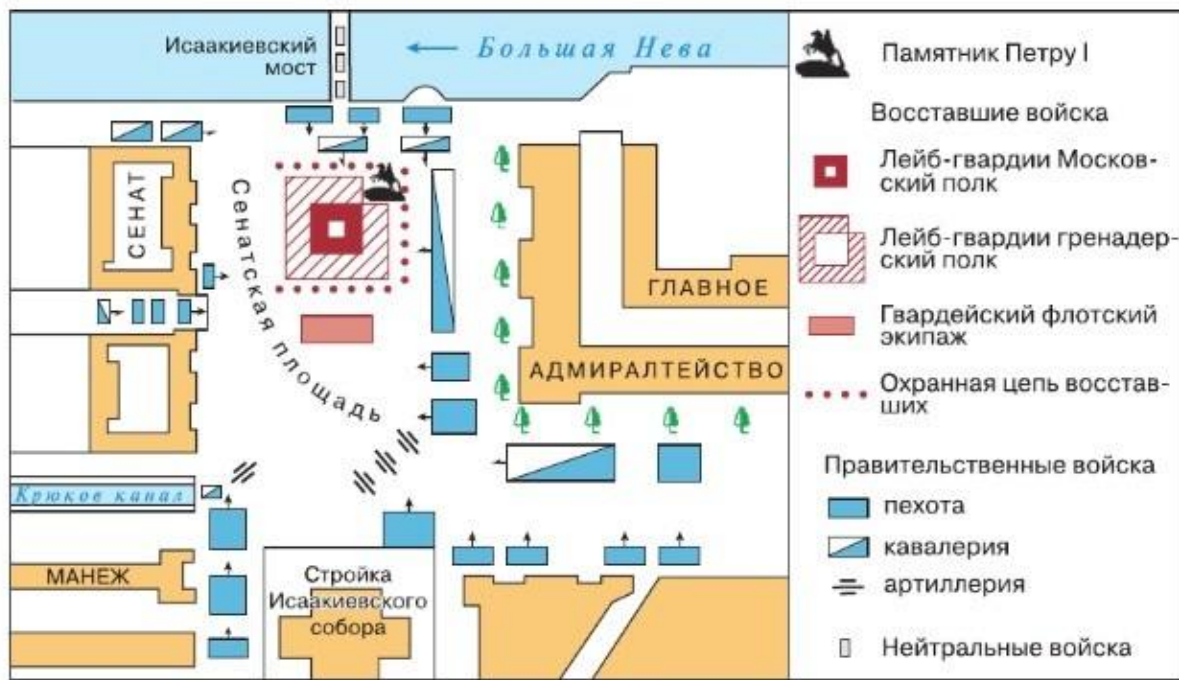 Исаакиевский
мост
Большая Нева
СЕНАТ
Сенатская площадь
ГЛАВНОЕ
АДМИРАЛТЕЙСТВО
Крюков канал
МАНЕЖ
Стройка
Исаакиевского
собора
Памятник Петру I
Восставшие войска
Лейб-гвардии Москов-
ский полк
Лейб-гвардии гренадер-
ский полк
Гвардейский флотский
экипаж
Охранная цепь восстав-
ших
Правительственные войска
пехота
кавалерия
артиллерия
Нейтральные войска